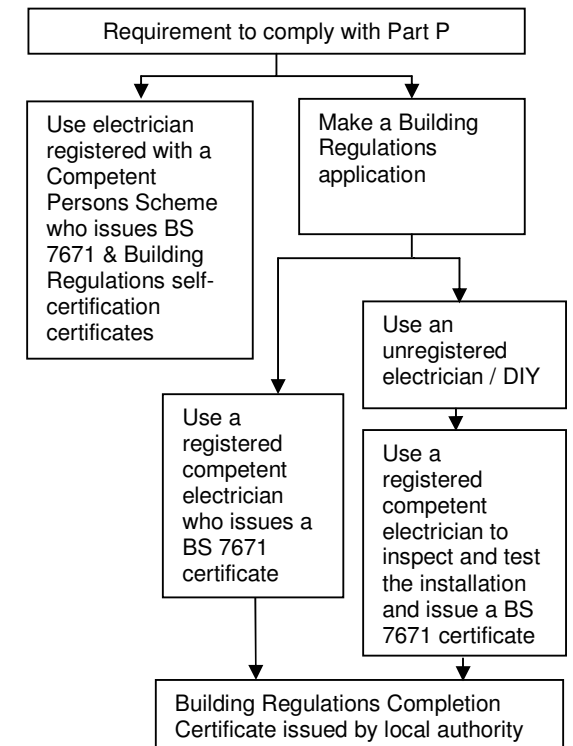 Requirement to comply with Part P
Use electrician
registered with a
Competent
Persons Scheme
who issues BS
7671 & Building
Regulations self-
certification
certificates
Make a Building
Regulations
application
Use an
unregistered
electrician / DIY
Use a
registered
competent
electrician
who issues a
BS 7671
certificate
Use a
registered
competent
electrician to
inspect and test
the installation
and issue a BS
7671 certificate
Building Regulations Completion
Certificate issued by local authority